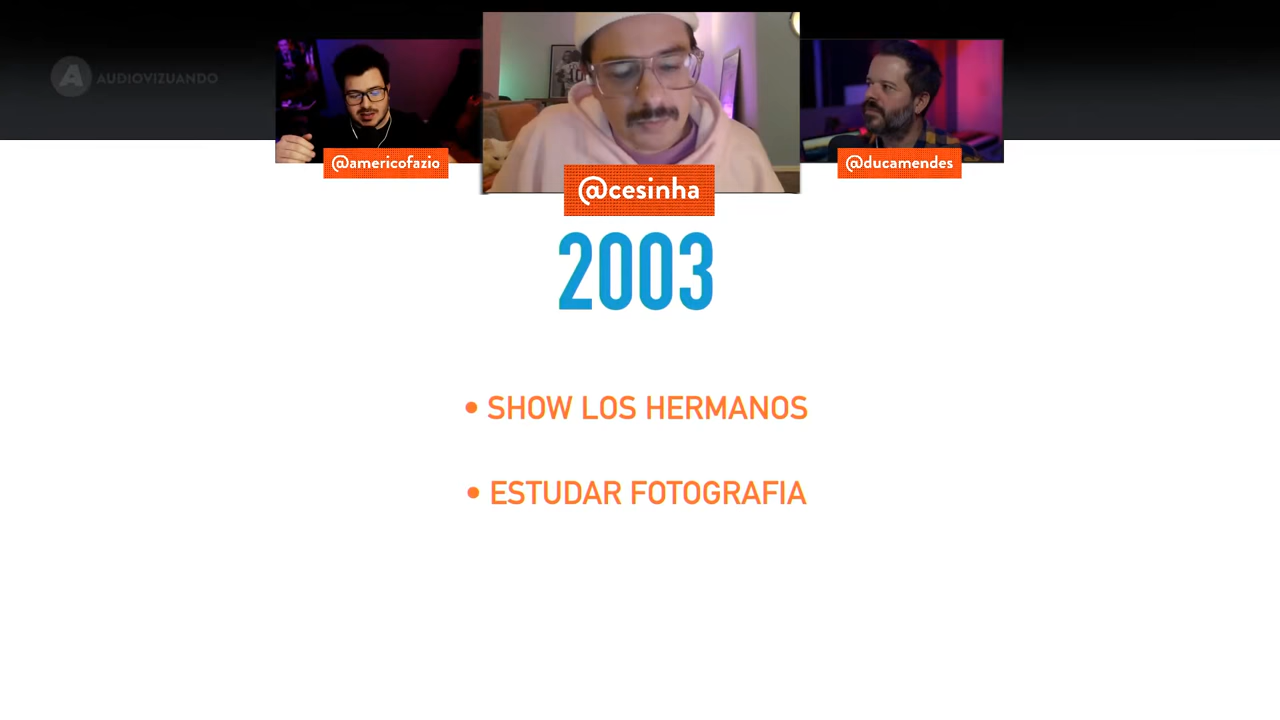 AUDIOVIZUANDO
@americofazio
@cesinha
@ducamendes
2003
• SHOW LOS HERMANOS
• ESTUDAR FOTOGRAFIA